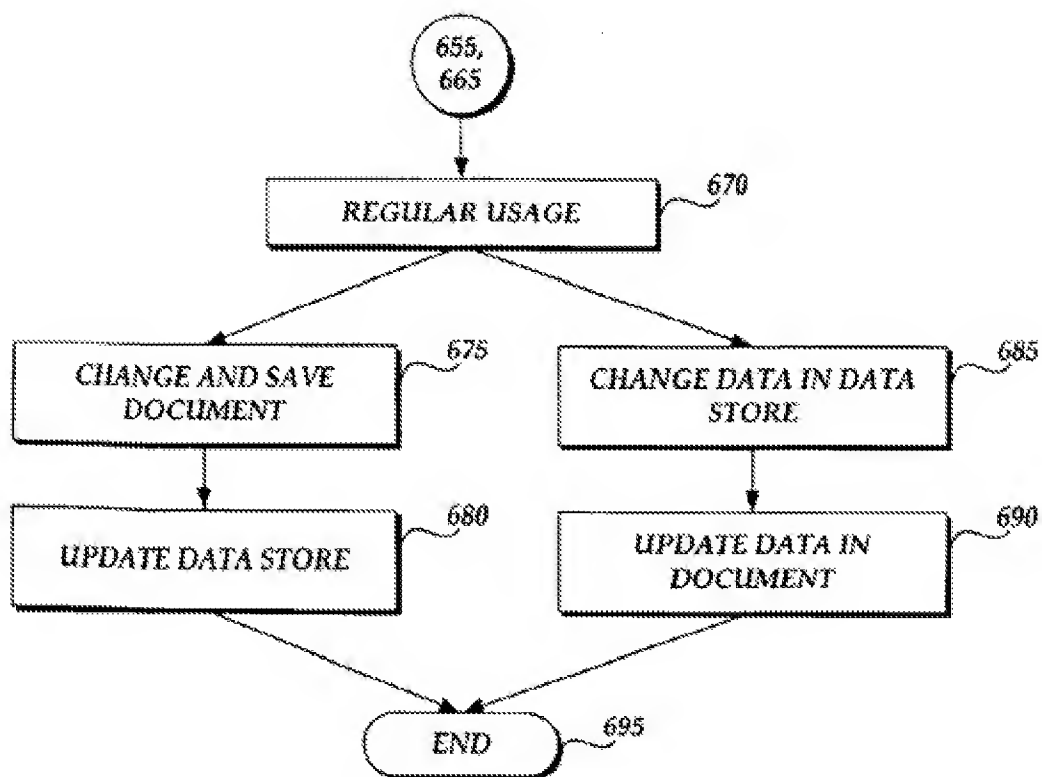 655,
665
REGULAR USAGE
670
CHANGE AND SAVE
DOCUMENT
675
CHANGE DATA IN DATA
STORE
685
UPDATE DATA STORE
680
UPDATE DATA IN
DOCUMENT
690
END
695